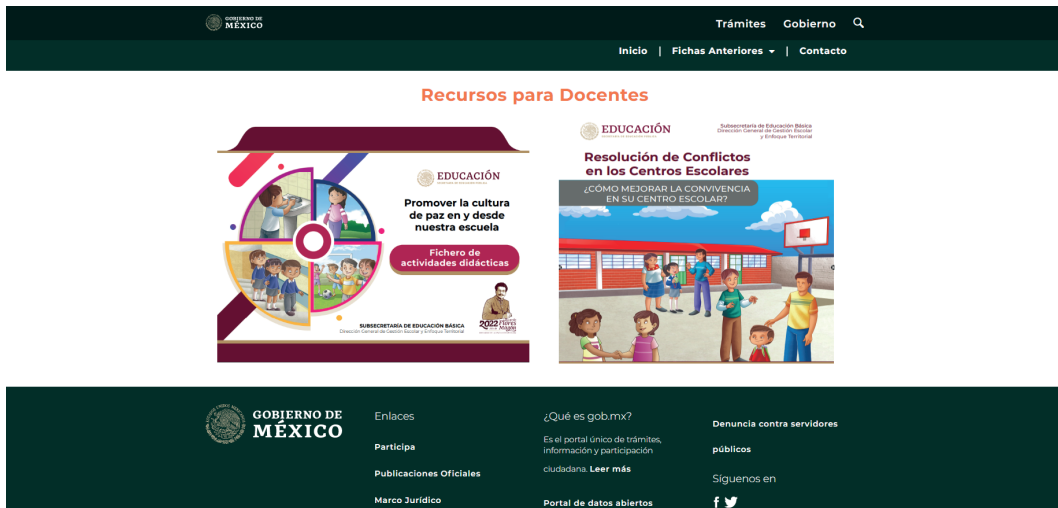 GOBIERNO DE
MÉXICO
Trámites Gobierno
Inicio | Fichas Anteriores | Contacto
Recursos para Docentes
EDUCACIÓN
Promover la cultura
de paz en y desde
nuestra escuela
Fichero de
actividades didácticas
2022 Flores
Magón
SUBSECRETARÍA DE EDUCACIÓN BÁSICA
Dirección General de Gestión Escolar y Enfoque Territorial
EDUCACIÓN
Subsecretaría de Educación Básica
Dirección General de Gestión Escolar
y Enfoque Territorial
Resolución de Conflictos
en los Centros Escolares
¿CÓMO MEJORAR LA CONVIVENCIA
EN SU CENTRO ESCOLAR?
GOBIERNO DE
MÉXICO
Enlaces
Participa
Publicaciones Oficiales
Marco Jurídico
¿Qué es gob.mx?
Es el portal único de trámites,
información y participación
ciudadana. Leer más
Portal de datos abiertos
Denuncia contra servidores
públicos
Síguenos en